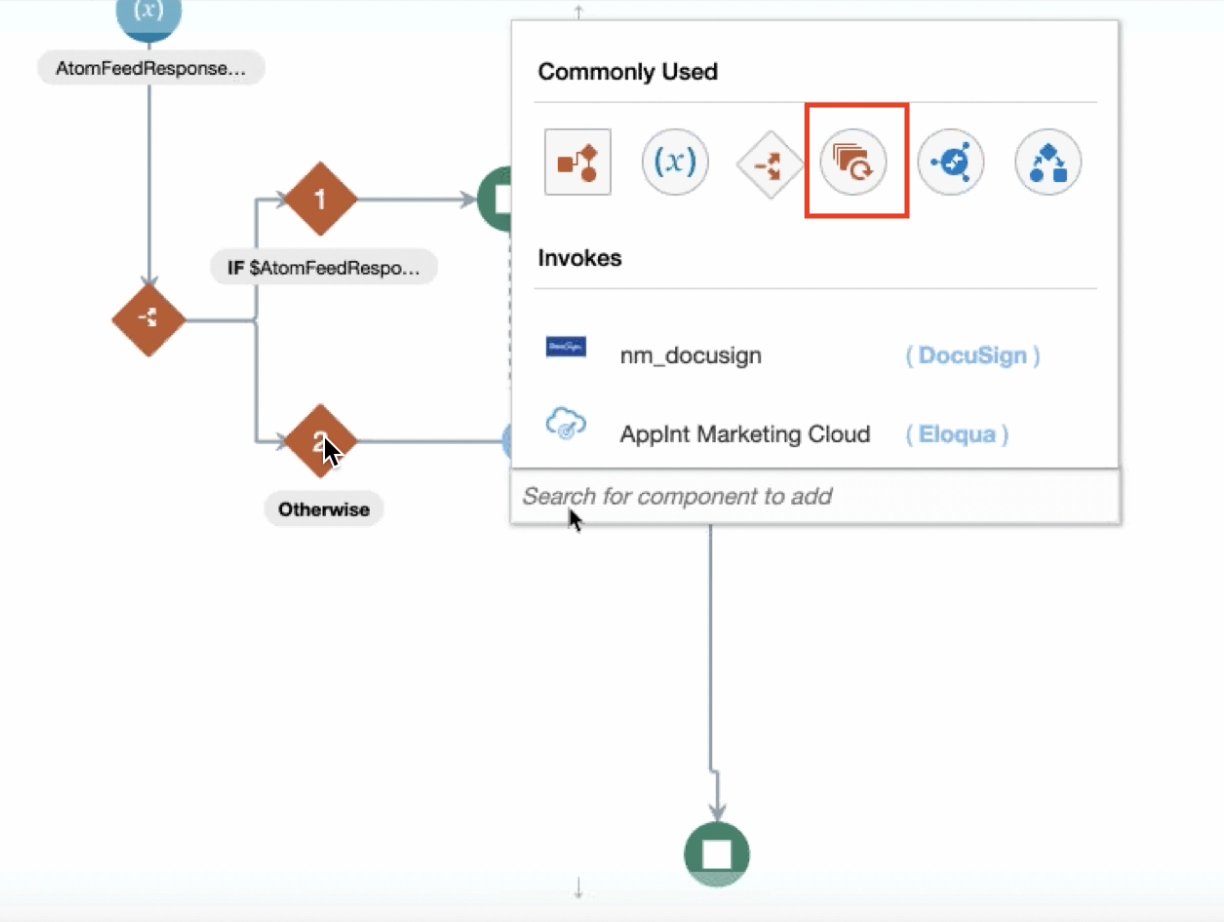 (x)
AtomFeedResponse...
Commonly Used
(x)
1
IF $AtomFeedRespo...
Invokes
DocuSign
nm_docusign
( DocuSign )
2
AppInt Marketing Cloud
( Eloqua )
Search for component to add
Otherwise